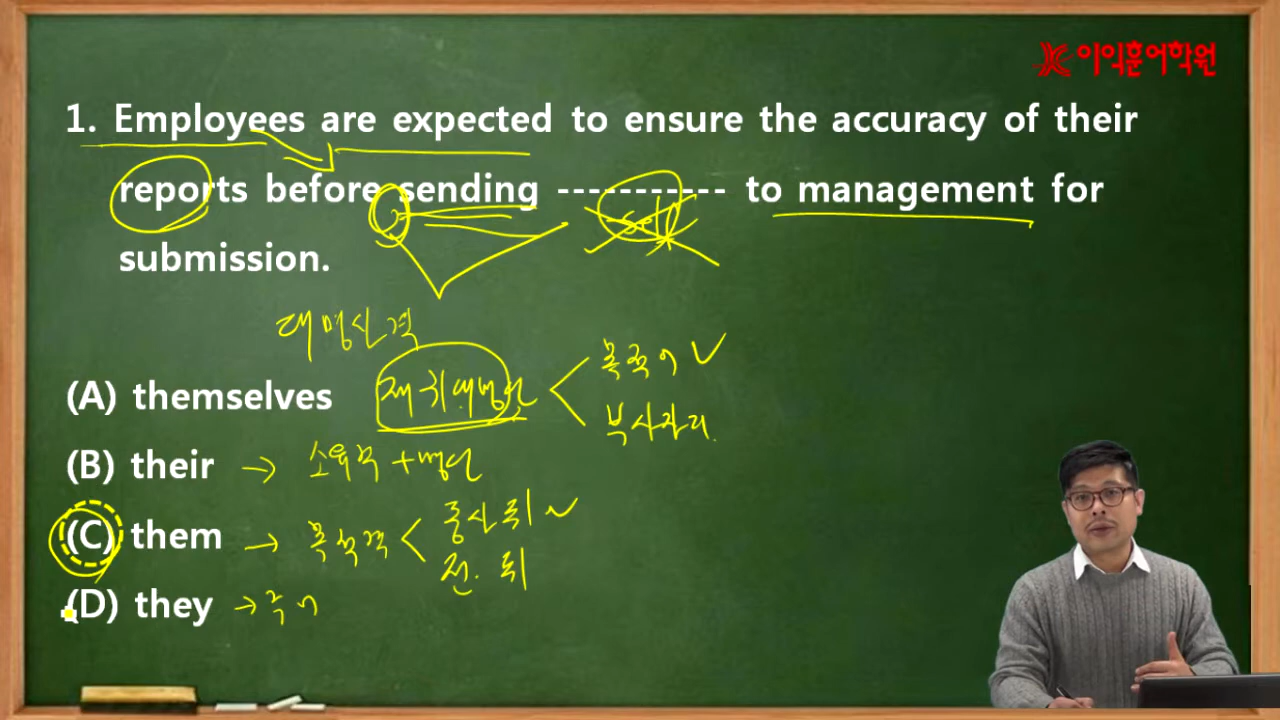 이익훈어학원
1. Employees are expected to ensure the accuracy of their
reports before sending ----------- to management for
submission.
self
대명사격
(A) themselves 재귀대명사 목적어
부사자리
(B) their → 소유격 + 명사
(C) them → 목적격 동사 뒤
전. 뒤
(D) they → 주어